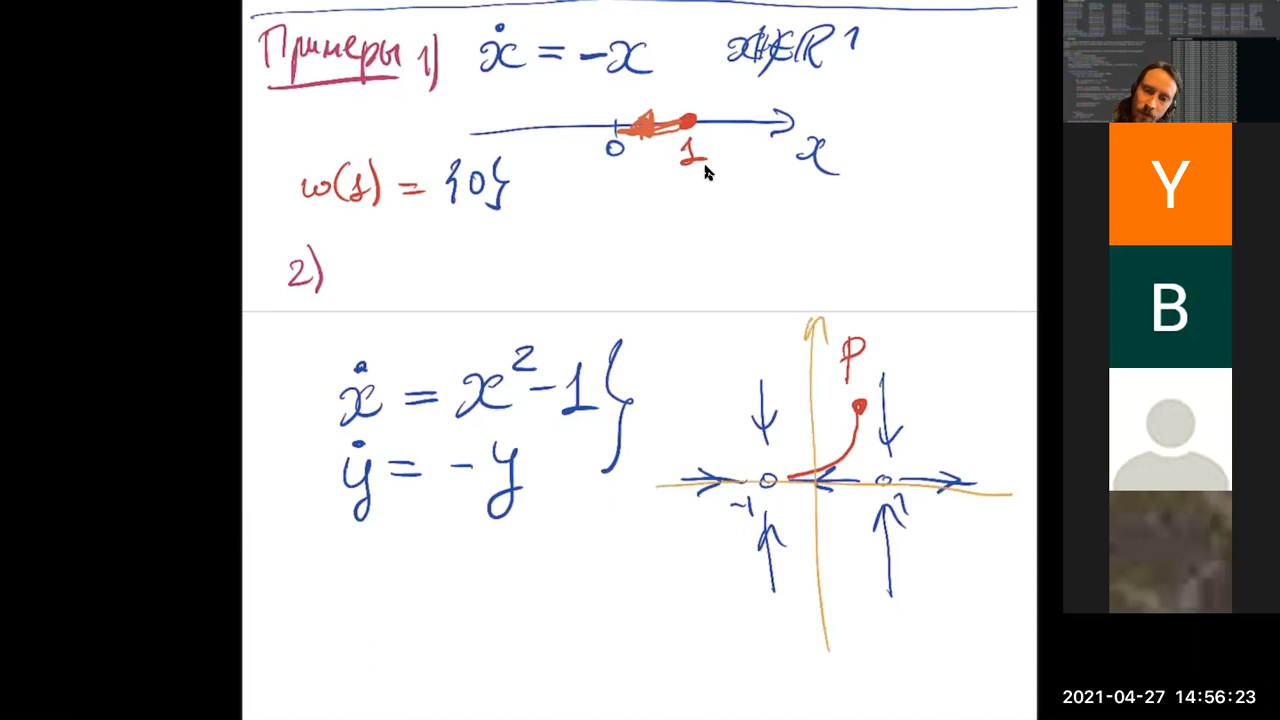 Примеры 1) ẋ = -x x∈ℝ¹
0 1 x
ω(1) = {0}
2)
ẋ = x² - 1 }
ẏ = - y
P
-1 1
Y
B
2021-04-27 14:56:23